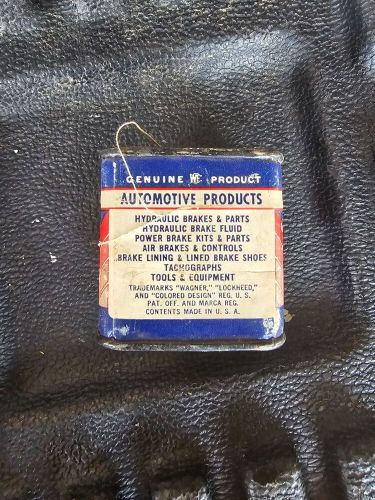 GENUINE WE PRODUCT
AUTOMOTIVE PRODUCTS
HYDRAULIC BRAKES & PARTS
HYDRAULIC BRAKE FLUID
POWER BRAKE KITS & PARTS
AIR BRAKES & CONTROLS
BRAKE LINING & LINED BRAKE SHOES
TACHOGRAPHS
TOOLS & EQUIPMENT
TRADEMARKS "WAGNER," "LOCKHEED,"
AND "COLORED DESIGN" REG. U. S.
PAT. OFF. AND MARCA REG.
CONTENTS MADE IN U. S. A.